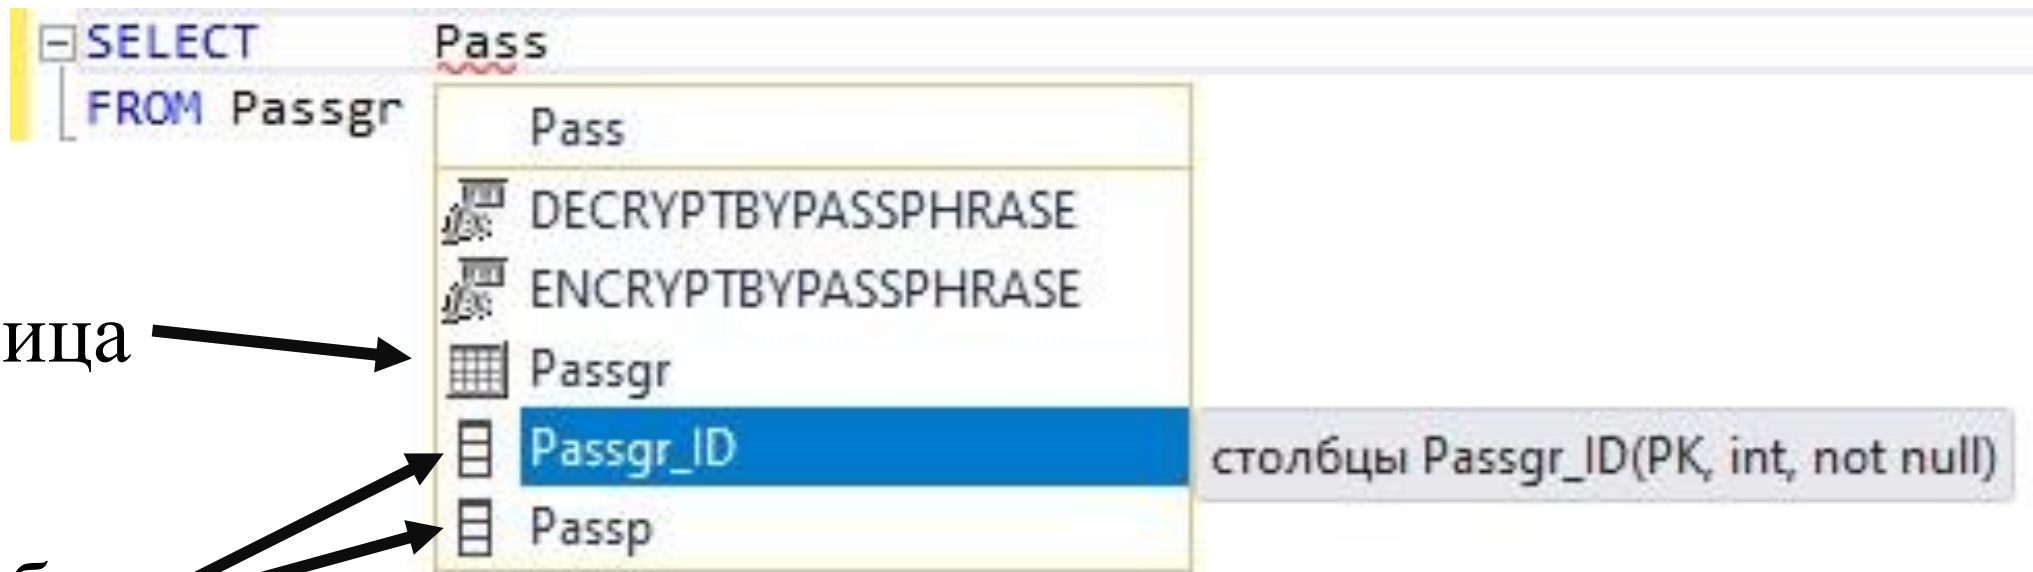 SELECT Pass
FROM Passgr
Pass
DECRYPTBYPASSPHRASE
ENCRYPTBYPASSPHRASE
ица
Passgr
Passgr_ID
столбцы Passgr_ID(PK, int, not null)
Passp